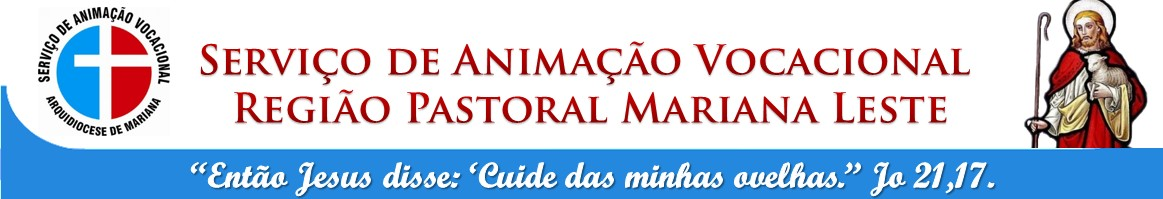 SERVIÇO DE ANIMAÇÃO VOCACIONAL
ARQUIDIOCESE DE MARIANA
SERVIÇO DE ANIMAÇÃO VOCACIONAL
REGIÃO PASTORAL MARIANA LESTE
“Então Jesus disse: ‘Cuide das minhas ovelhas.” Jo 21,17.